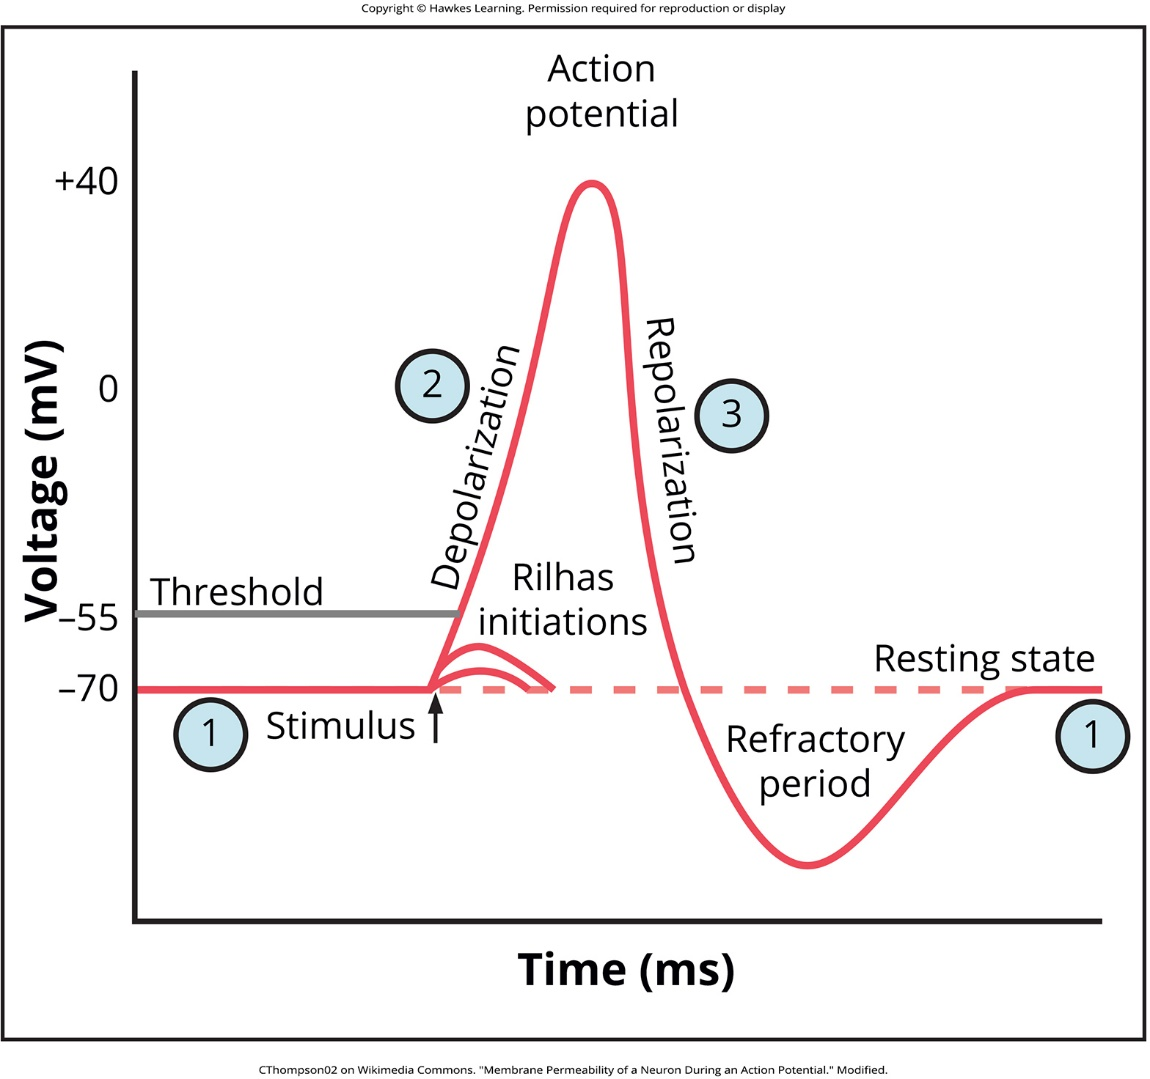 Copyright © Hawkes Learning. Permission required for reproduction or display
Action
potential
+40
0
–55
–70
Voltage (mV)
2
Depolarization
Repolarization
3
Threshold
Rilhas
initiations
Resting state
1
Stimulus
Refractory
period
1
Time (ms)
CThompson02 on Wikimedia Commons. "Membrane Permeability of a Neuron During an Action Potential." Modified.